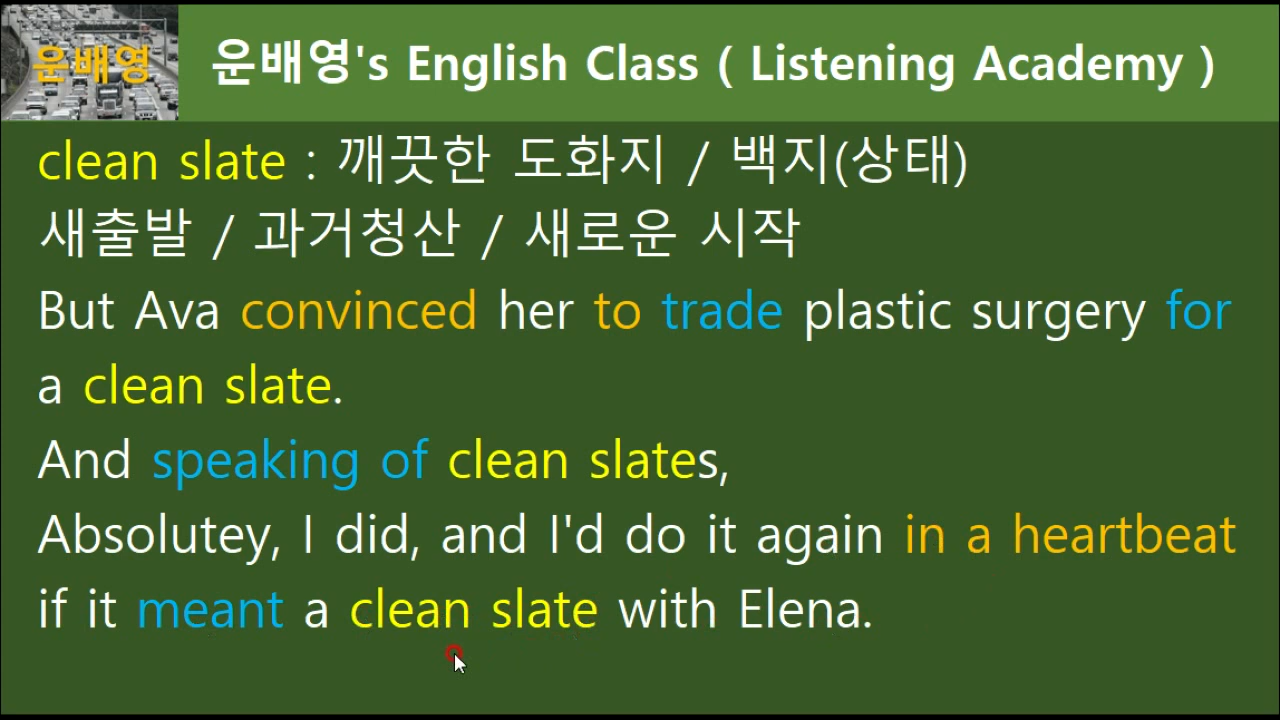 운배영
운배영's English Class ( Listening Academy )
clean slate : 깨끗한 도화지 / 백지(상태)
새출발 / 과거청산 / 새로운 시작
But Ava convinced her to trade plastic surgery for
a clean slate.
And speaking of clean slates,
Absolutey, I did, and I'd do it again in a heartbeat
if it meant a clean slate with Elena.